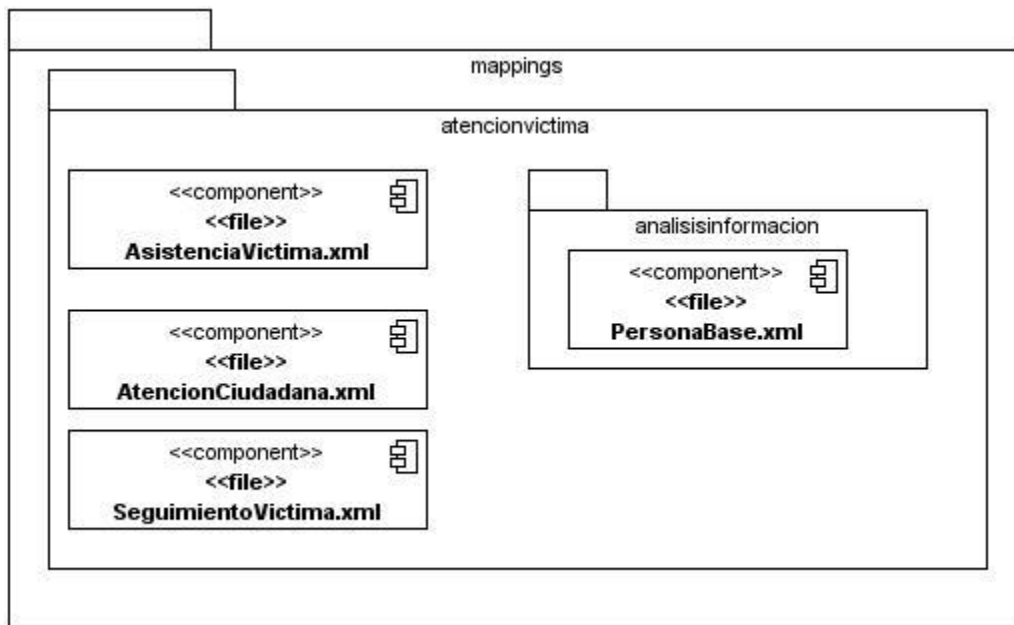 mappings
atencionvictima
<<component>>
<<file>>
AsistenciaVictima.xml
<<component>>
<<file>>
AtencionCiudadana.xml
<<component>>
<<file>>
SeguimientoVictima.xml
analisisinformacion
<<component>>
<<file>>
PersonaBase.xml